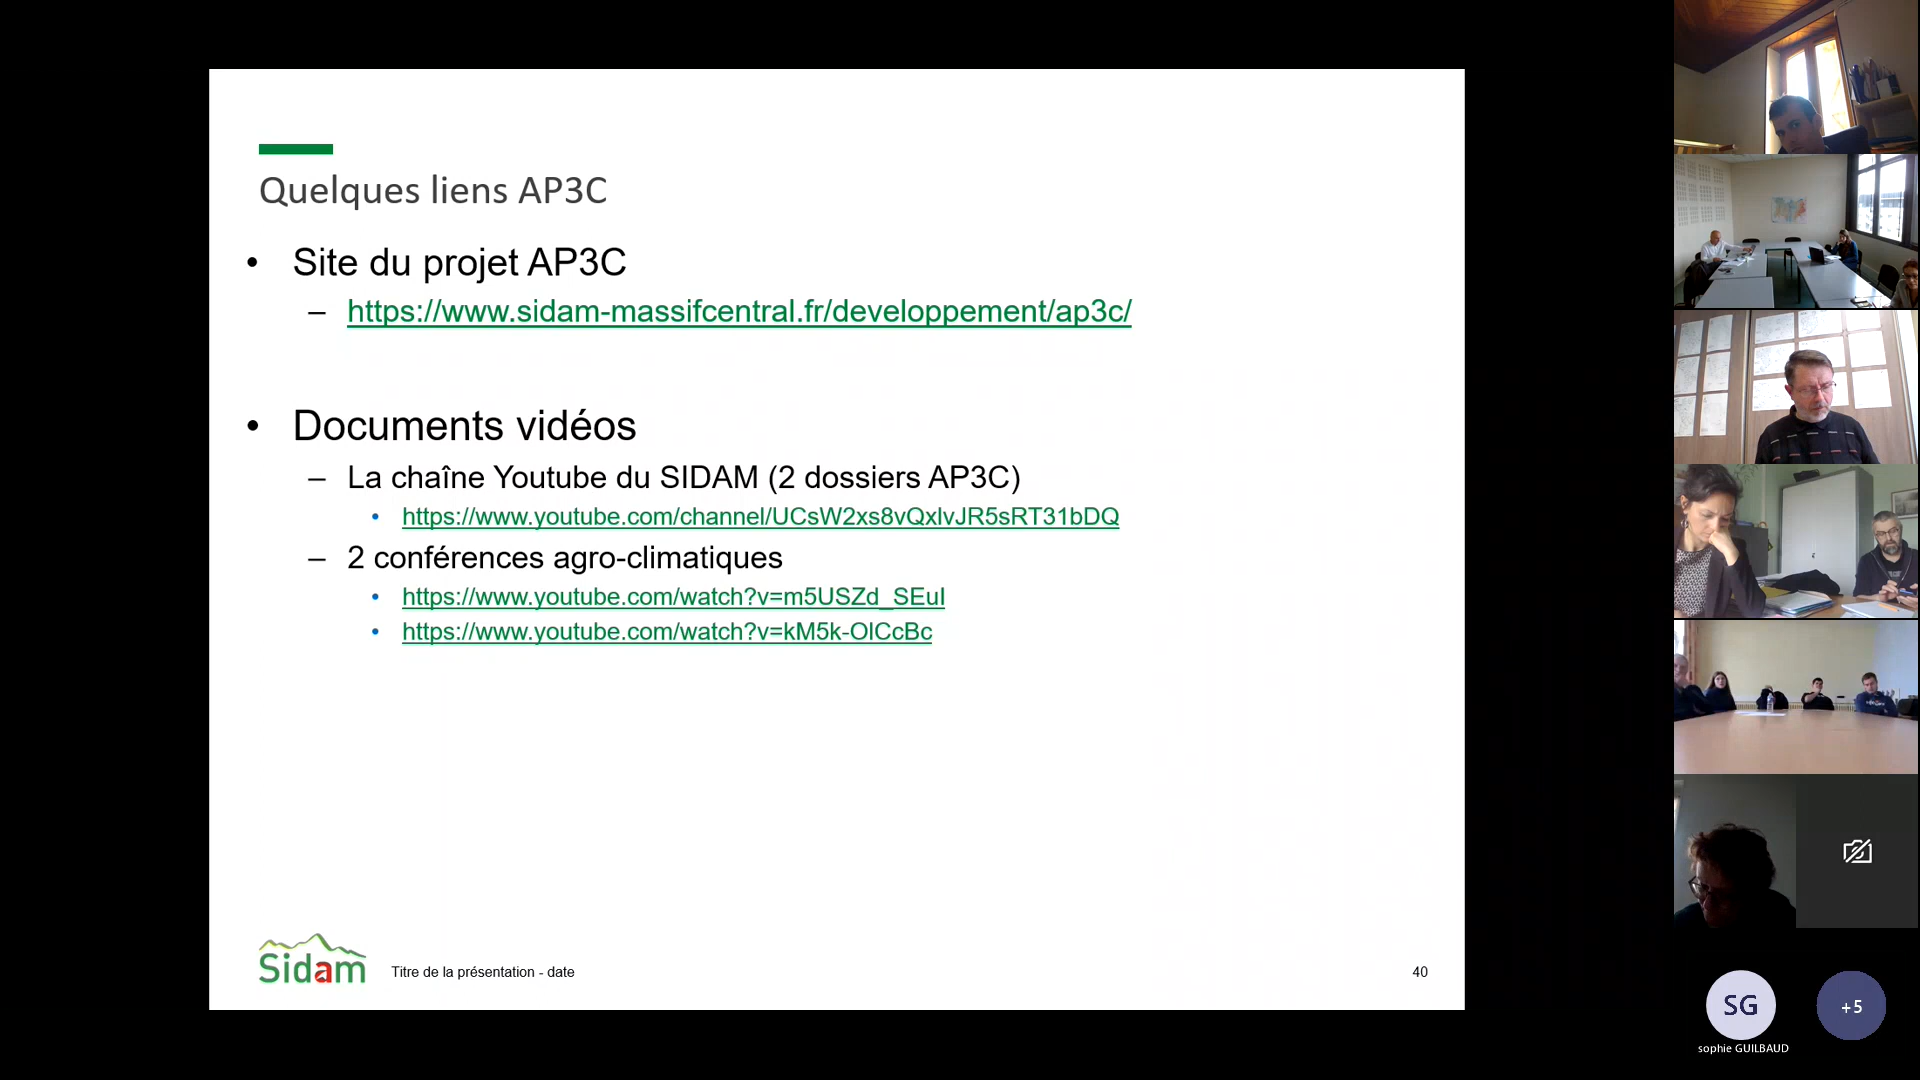 Quelques liens AP3C
• Site du projet AP3C
– https://www.sidam-massifcentral.fr/developpement/ap3c/
• Documents vidéos
– La chaîne Youtube du SIDAM (2 dossiers AP3C)
• https://www.youtube.com/channel/UCsW2xs8vQxIvJR5sRT31bDQ
– 2 conférences agro-climatiques
• https://www.youtube.com/watch?v=m5USZd_SEuI
• https://www.youtube.com/watch?v=kM5k-OlCcBc
Sidam
Titre de la présentation - date
40
SG
+5
sophie GUILBAUD